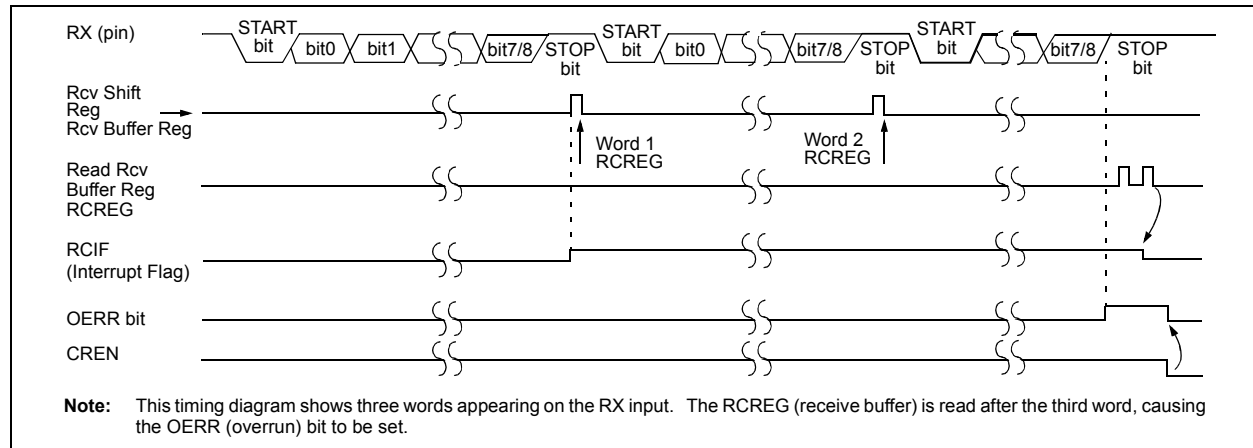 RX (pin)
START
bit
bit0
bit1
bit7/8
STOP
bit
START
bit
bit0
bit7/8
STOP
bit
START
bit
bit7/8
STOP
bit
Rcv Shift
Reg
Rcv Buffer Reg
Word 1
RCREG
Word 2
RCREG
Read Rcv
Buffer Reg
RCREG
RCIF
(Interrupt Flag)
OERR bit
CREN
Note: This timing diagram shows three words appearing on the RX input. The RCREG (receive buffer) is read after the third word, causing
the OERR (overrun) bit to be set.